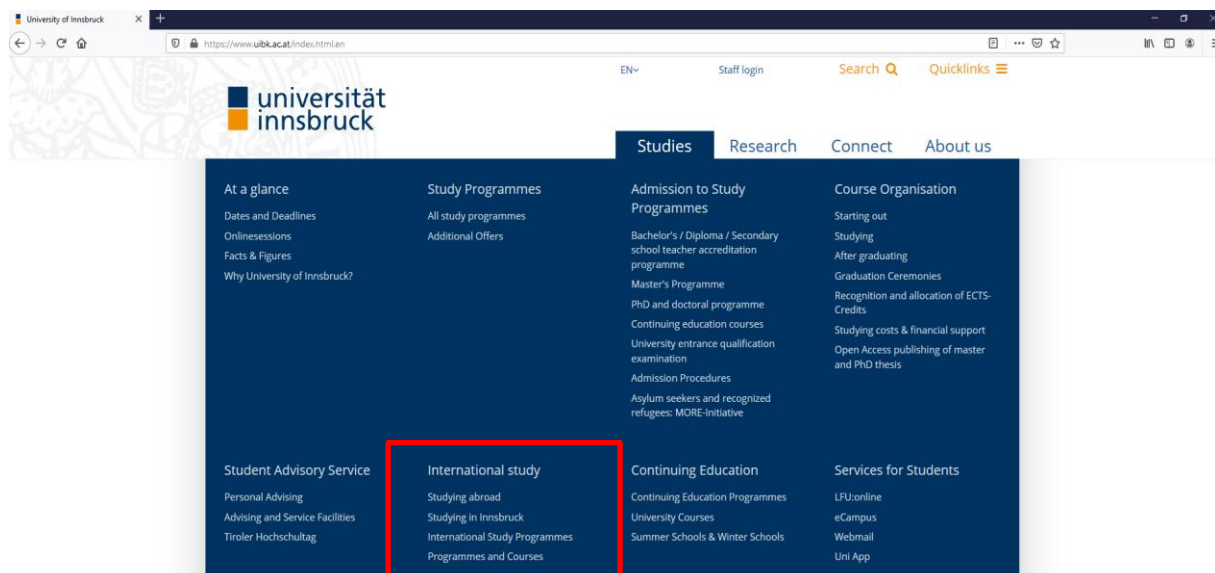 University of Innsbruck
https://www.uibk.ac.at/index.html.en
EN
Staff login
Search
Quicklinks
universität
innsbruck
Studies
Research
Connect
About us
At a glance
Dates and Deadlines
Onlinesessions
Facts & Figures
Why University of Innsbruck?
Study Programmes
All study programmes
Additional Offers
Admission to Study
Programmes
Bachelor's / Diploma / Secondary
school teacher accreditation
programme
Master's Programme
PhD and doctoral programme
Continuing education courses
University entrance qualification
examination
Admission Procedures
Asylum seekers and recognized
refugees: MORE-Initiative
Course Organisation
Starting out
Studying
After graduating
Graduation Ceremonies
Recognition and allocation of ECTS-
Credits
Studying costs & financial support
Open Access publishing of master
and PhD thesis
Student Advisory Service
Personal Advising
Advising and Service Facilities
Tiroler Hochschultag
International study
Studying abroad
Studying in Innsbruck
International Study Programmes
Programmes and Courses
Continuing Education
Continuing Education Programmes
University Courses
Summer Schools & Winter Schools
Services for Students
LFU:online
eCampus
Webmail
Uni App